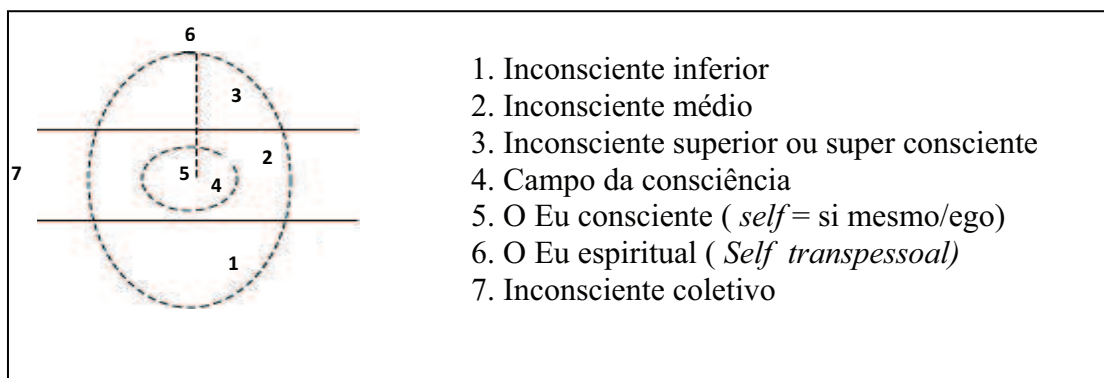 6
3
2
7
5
4
1
1. Inconsciente inferior
2. Inconsciente médio
3. Inconsciente superior ou super consciente
4. Campo da consciência
5. O Eu consciente ( self = si mesmo/ego)
6. O Eu espiritual ( Self transpessoal)
7. Inconsciente coletivo